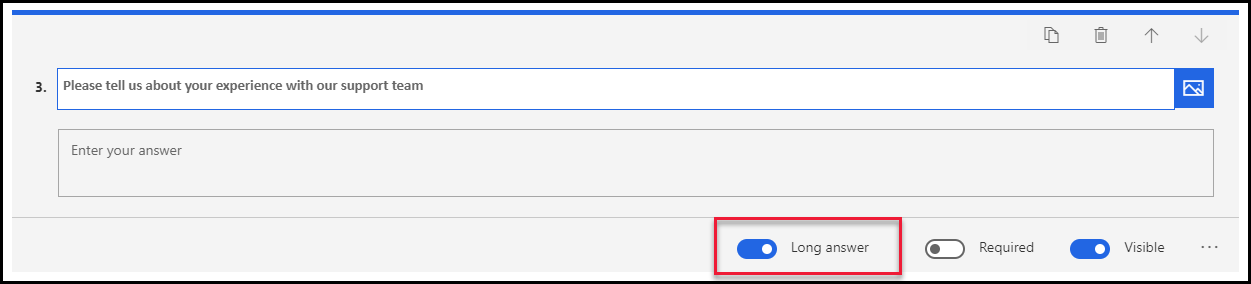 3. Please tell us about your experience with our support team
Enter your answer
Long answer Required Visible ...